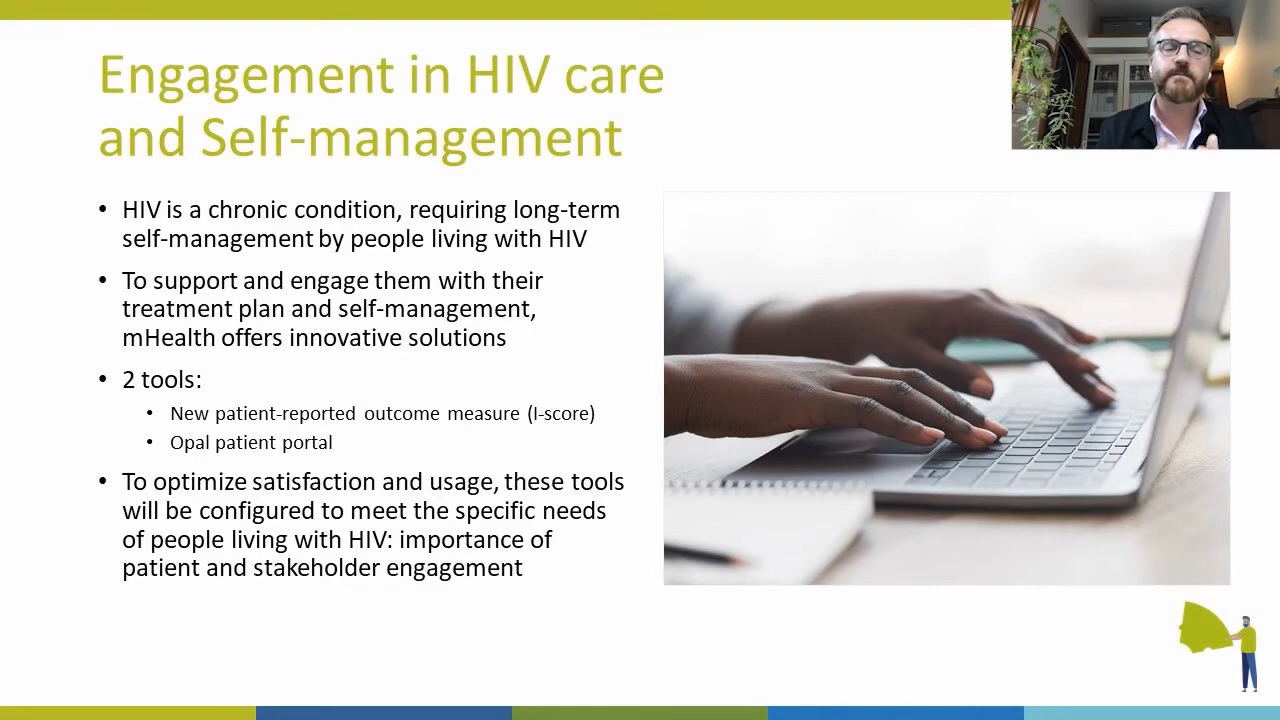 Engagement in HIV care
and Self-management
• HIV is a chronic condition, requiring long-term
self-management by people living with HIV
• To support and engage them with their
treatment plan and self-management,
mHealth offers innovative solutions
• 2 tools:
• New patient-reported outcome measure (I-score)
• Opal patient portal
• To optimize satisfaction and usage, these tools
will be configured to meet the specific needs
of people living with HIV: importance of
patient and stakeholder engagement